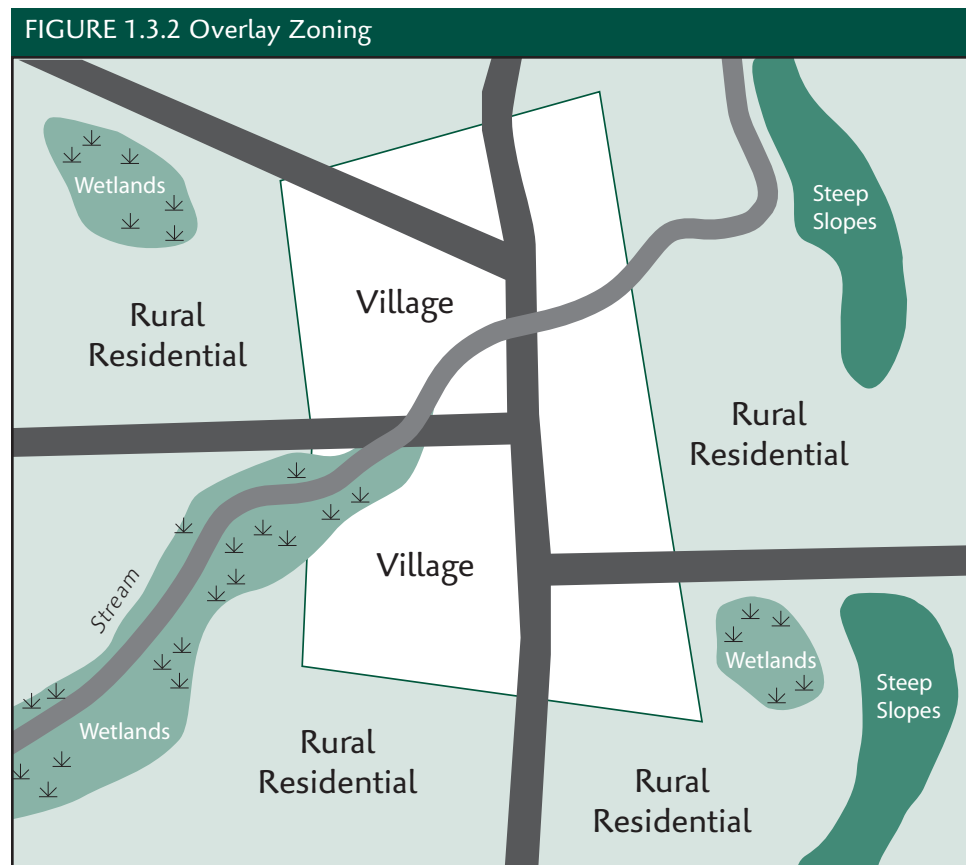 FIGURE 1.3.2 Overlay Zoning
Wetlands
Steep
Slopes
Village
Rural
Residential
Rural
Residential
Village
Stream
Wetlands
Steep
Slopes
Wetlands
Rural
Residential
Rural
Residential